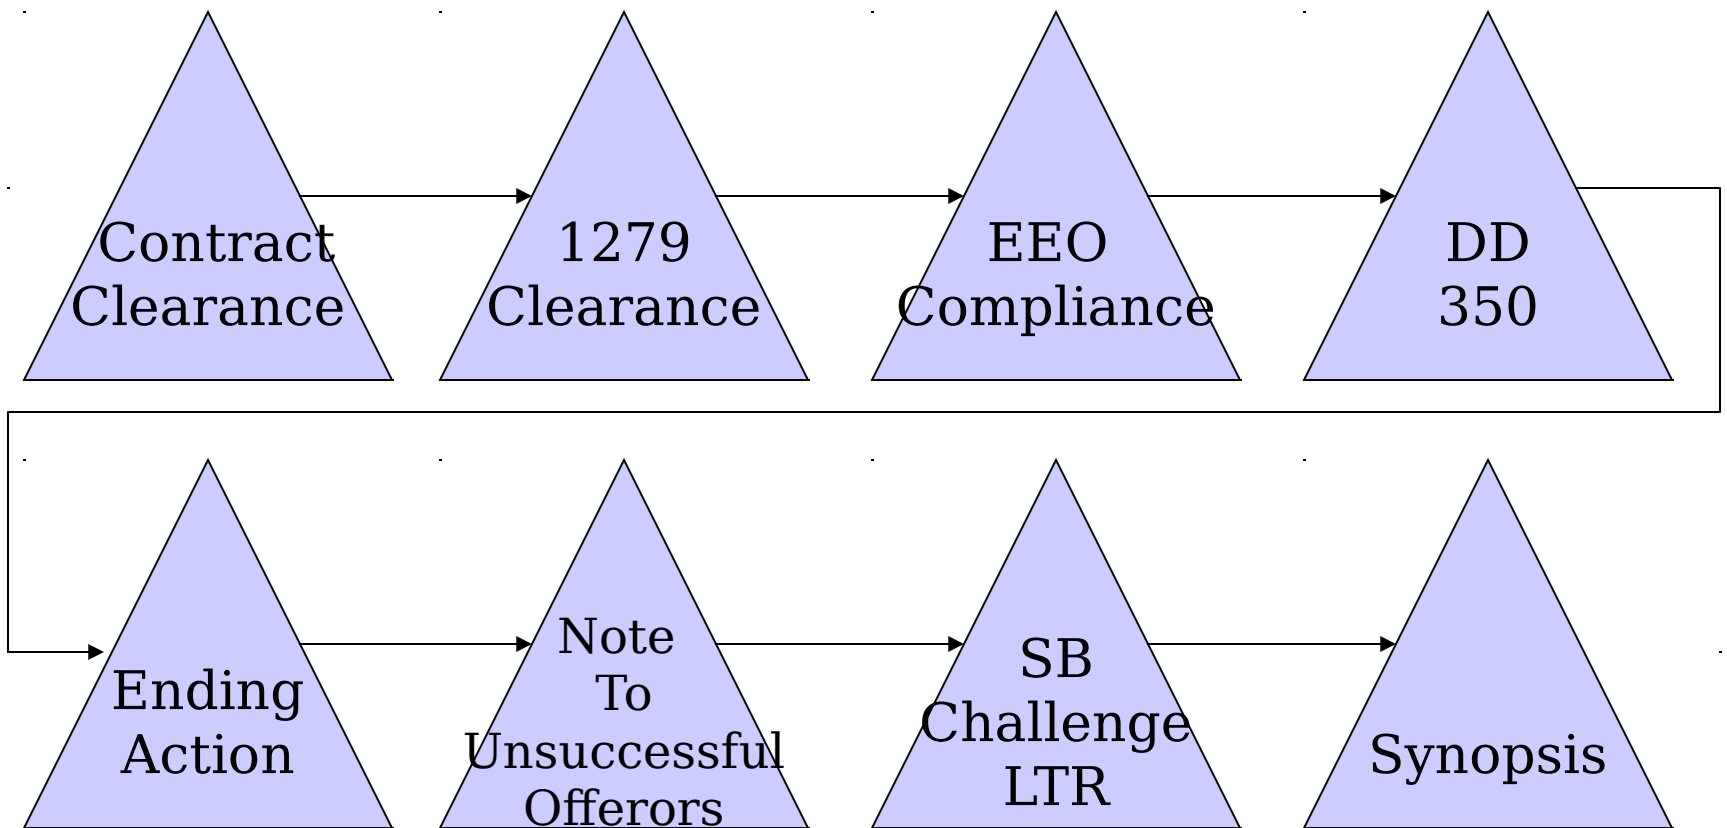 Contract
Clearance
1279
Clearance
EEO
Compliance
DD
350
Ending
Action
Note
To
Unsuccessful
Offerors
SB
Challenge
LTR
Synopsis